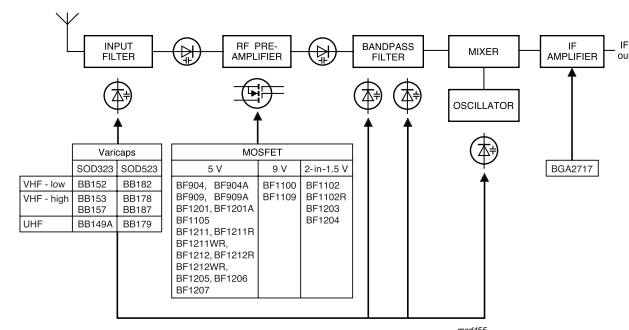 INPUT FILTER
RF PRE-AMPLIFIER
BANDPASS FILTER
MIXER
IF AMPLIFIER
IF
ou
OSCILLATOR
BGA2717
Varicaps
SOD323 SOD523
VHF - low BB152 BB182
VHF - high BB153 BB178
BB157 BB187
UHF BB149A BB179
MOSFET
5 V 9 V 2-in-1.5 V
BF904, BF904A BF1100 BF1102
BF909, BF909A BF1109 BF1102R
BF1201, BF1201A BF1203
BF1105 BF1204
BF1211, BF1211R
BF1211WR,
BF1212, BF1212R
BF1212WR,
BF1205, BF1206
BF1207